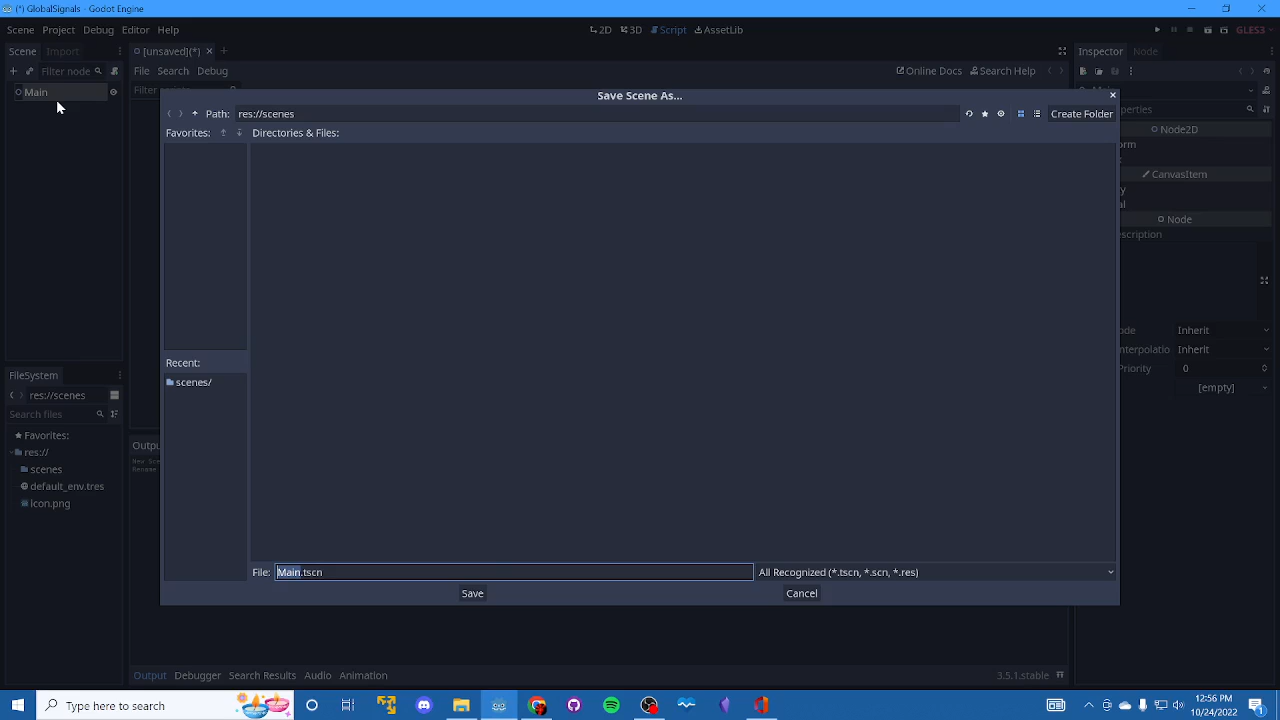 (*) GlobalSignals - Godot Engine
Scene Project Debug Editor Help
2D 3D Script AssetLib
GLES3
Scene Import
[unsaved](*)
Inspector Node
Filter node
File Search Debug
Online Docs Search Help
Main
Save Scene As...
Path: res://scenes
Create Folder
Favorites:
Directories & Files:
Node2D
CanvasItem
Node
Inherit
Inherit
Priority 0
[empty]
Recent:
scenes/
FileSystem
res://scenes
Search files
Favorites:
res://
scenes
default_env.tres
icon.png
File: Main.tscn
All Recognized (*.tscn, *.scn, *.res)
Save
Cancel
Output Debugger Search Results Audio Animation
3.5.1.stable
Type here to search
12:56 PM
10/24/2022